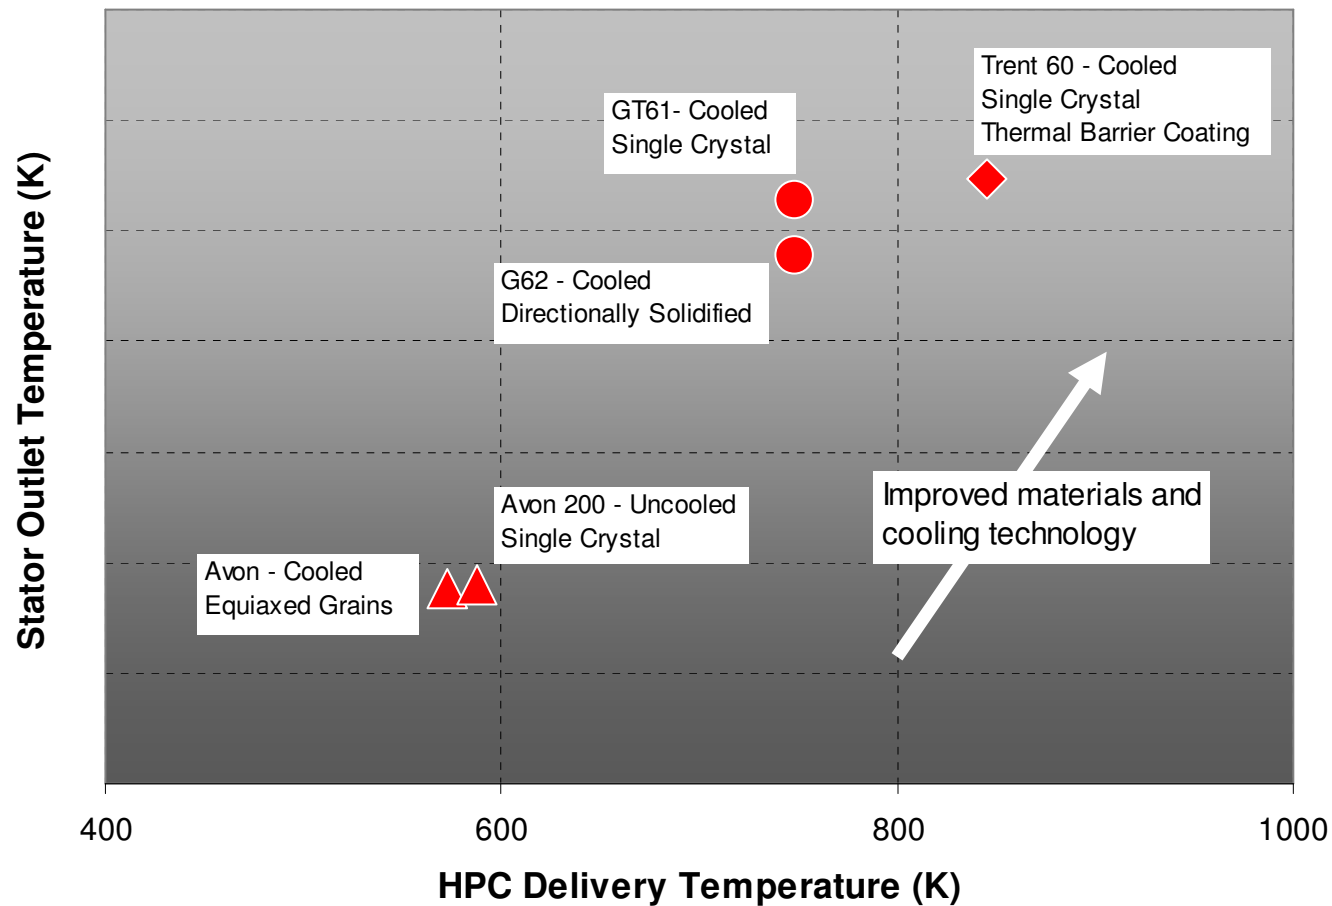 Trent 60 - Cooled
Single Crystal
Thermal Barrier Coating
GT61- Cooled
Single Crystal
G62 - Cooled
Directionally Solidified
Avon 200 - Uncooled
Single Crystal
Avon - Cooled
Equiaxed Grains
Improved materials and
cooling technology
Stator Outlet Temperature (K)
400
600
800
1000
HPC Delivery Temperature (K)